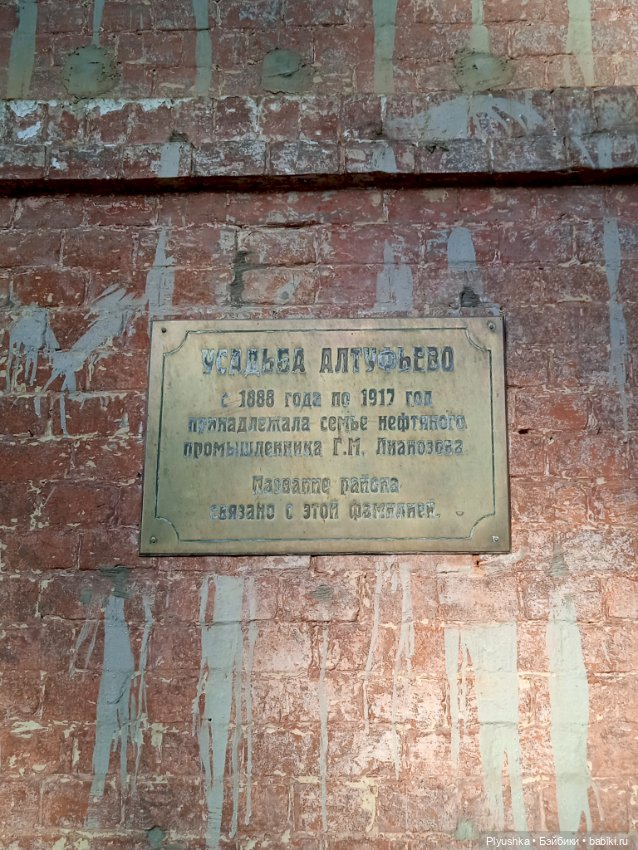 УСАДЬБА АЛТУФЬЕВО
с 1888 года по 1917 год
принадлежала семье нефтяного
промышленника Г.М. Лианозова
Название района
связано с этой фамилией.
Plyushka • Бэйбики • babiki.ru